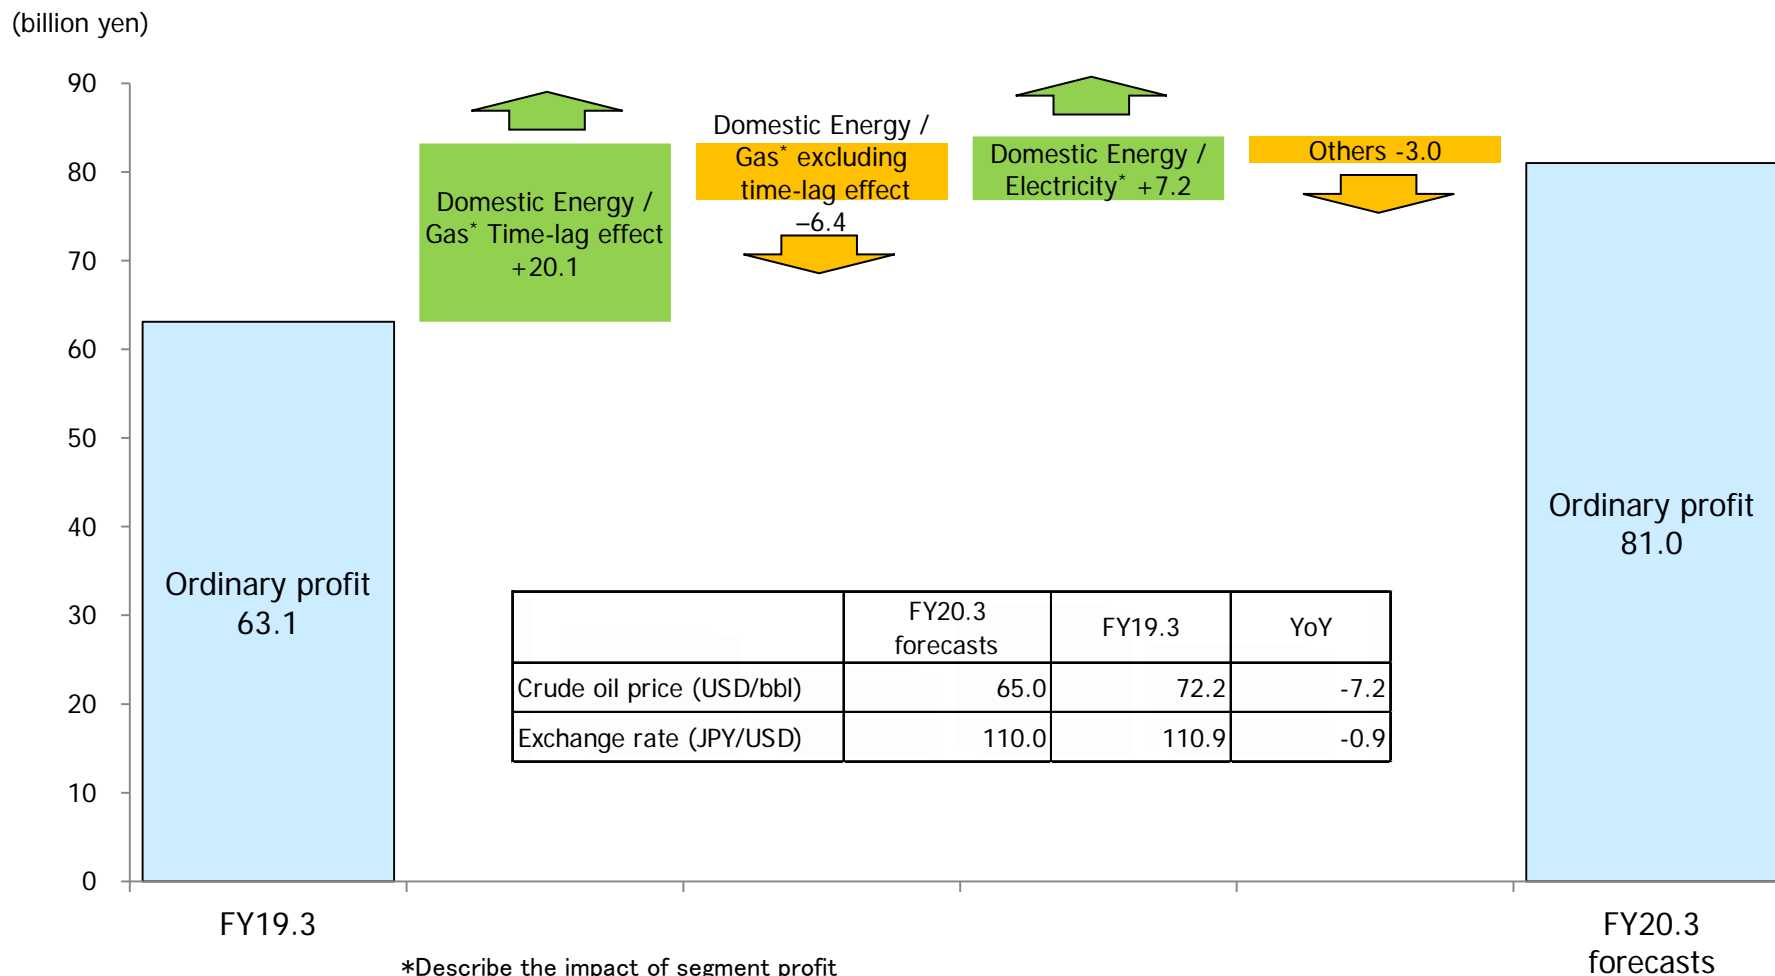 (billion yen)
90
80
70
60
50
40
30
20
10
0
Ordinary profit
63.1
Domestic Energy /
Gas* Time-lag effect
+20.1
Domestic Energy /
Gas* excluding
time-lag effect
–6.4
Domestic Energy /
Electricity* +7.2
Others -3.0
Ordinary profit
81.0
FY20.3 forecasts FY19.3 YoY
Crude oil price (USD/bbl) 65.0 72.2 -7.2
Exchange rate (JPY/USD) 110.0 110.9 -0.9
FY19.3
FY20.3
forecasts
*Describe the impact of segment profit